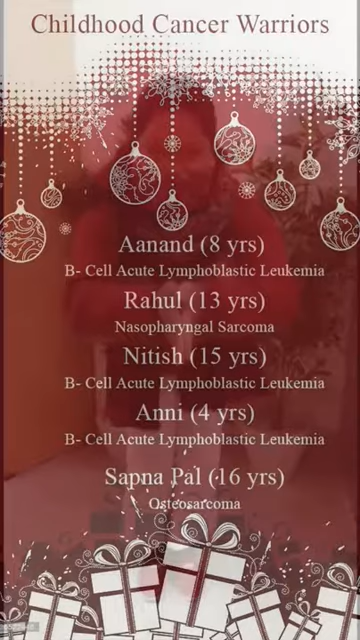 Childhood Cancer Warriors
Aanand (8 yrs)
B- Cell Acute Lymphoblastic Leukemia
Rahul (13 yrs)
Nasopharyngal Sarcoma
Nitish (15 yrs)
B- Cell Acute Lymphoblastic Leukemia
Anni (4 yrs)
B- Cell Acute Lymphoblastic Leukemia
Sapna Pal (16 yrs)
Osteosarcoma